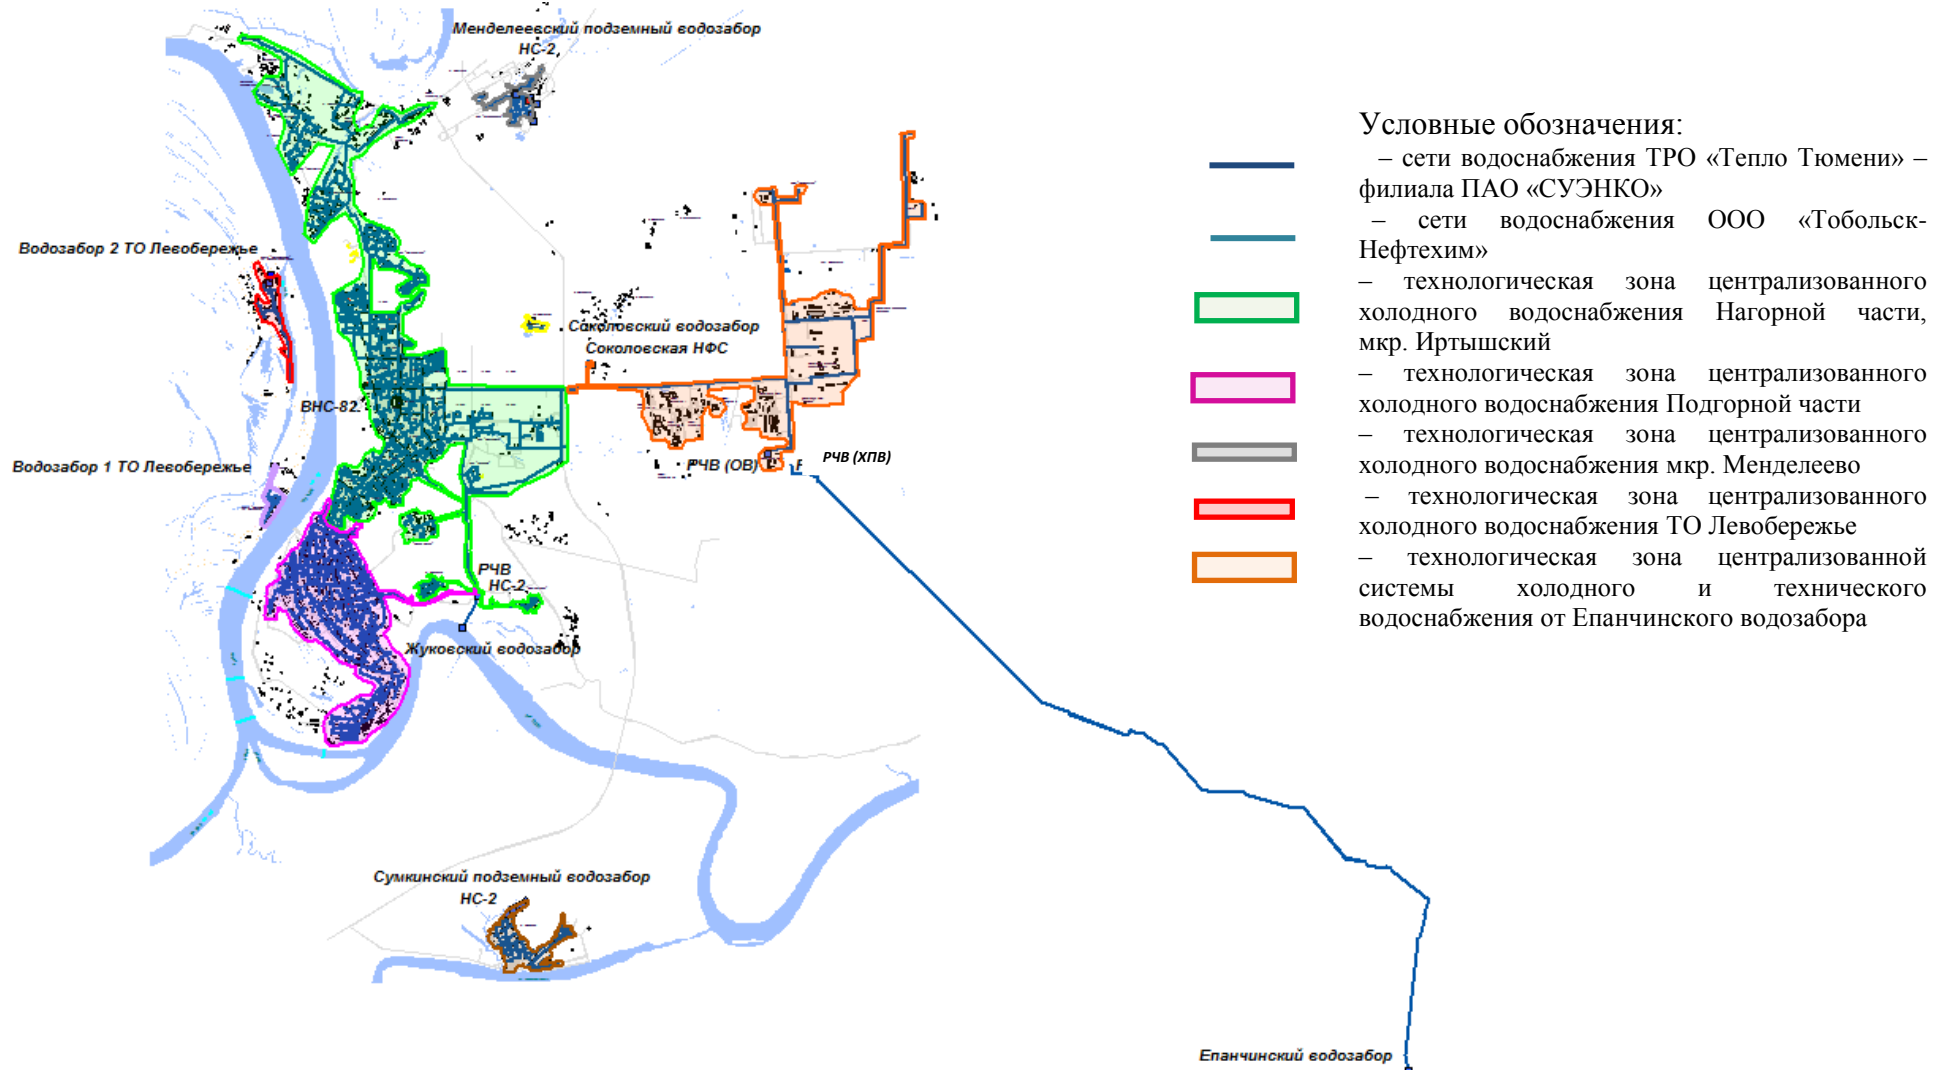 Менделеевский подземный водозабор
НС-2
Водозабор 2 ТО Левобережье
Соколовский водозабор
Соколовская НФС
ВНС-82
РЧВ (ОВ)
РЧВ (ХПВ)
Водозабор 1 ТО Левобережье
РЧВ
НС-2
Жуковский водозабор
Сумкинский подземный водозабор
НС-2
Епанчинский водозабор
Условные обозначения:
– сети водоснабжения ТРО «Тепло Тюмени» –
филиала ПАО «СУЭНКО»
– сети водоснабжения ООО «Тобольск-
Нефтехим»
– технологическая зона централизованного
холодного водоснабжения Нагорной части,
мкр. Иртышский
– технологическая зона централизованного
холодного водоснабжения Подгорной части
– технологическая зона централизованного
холодного водоснабжения мкр. Менделеево
– технологическая зона централизованного
холодного водоснабжения ТО Левобережье
– технологическая зона централизованной
системы холодного и технического
водоснабжения от Епанчинского водозабора